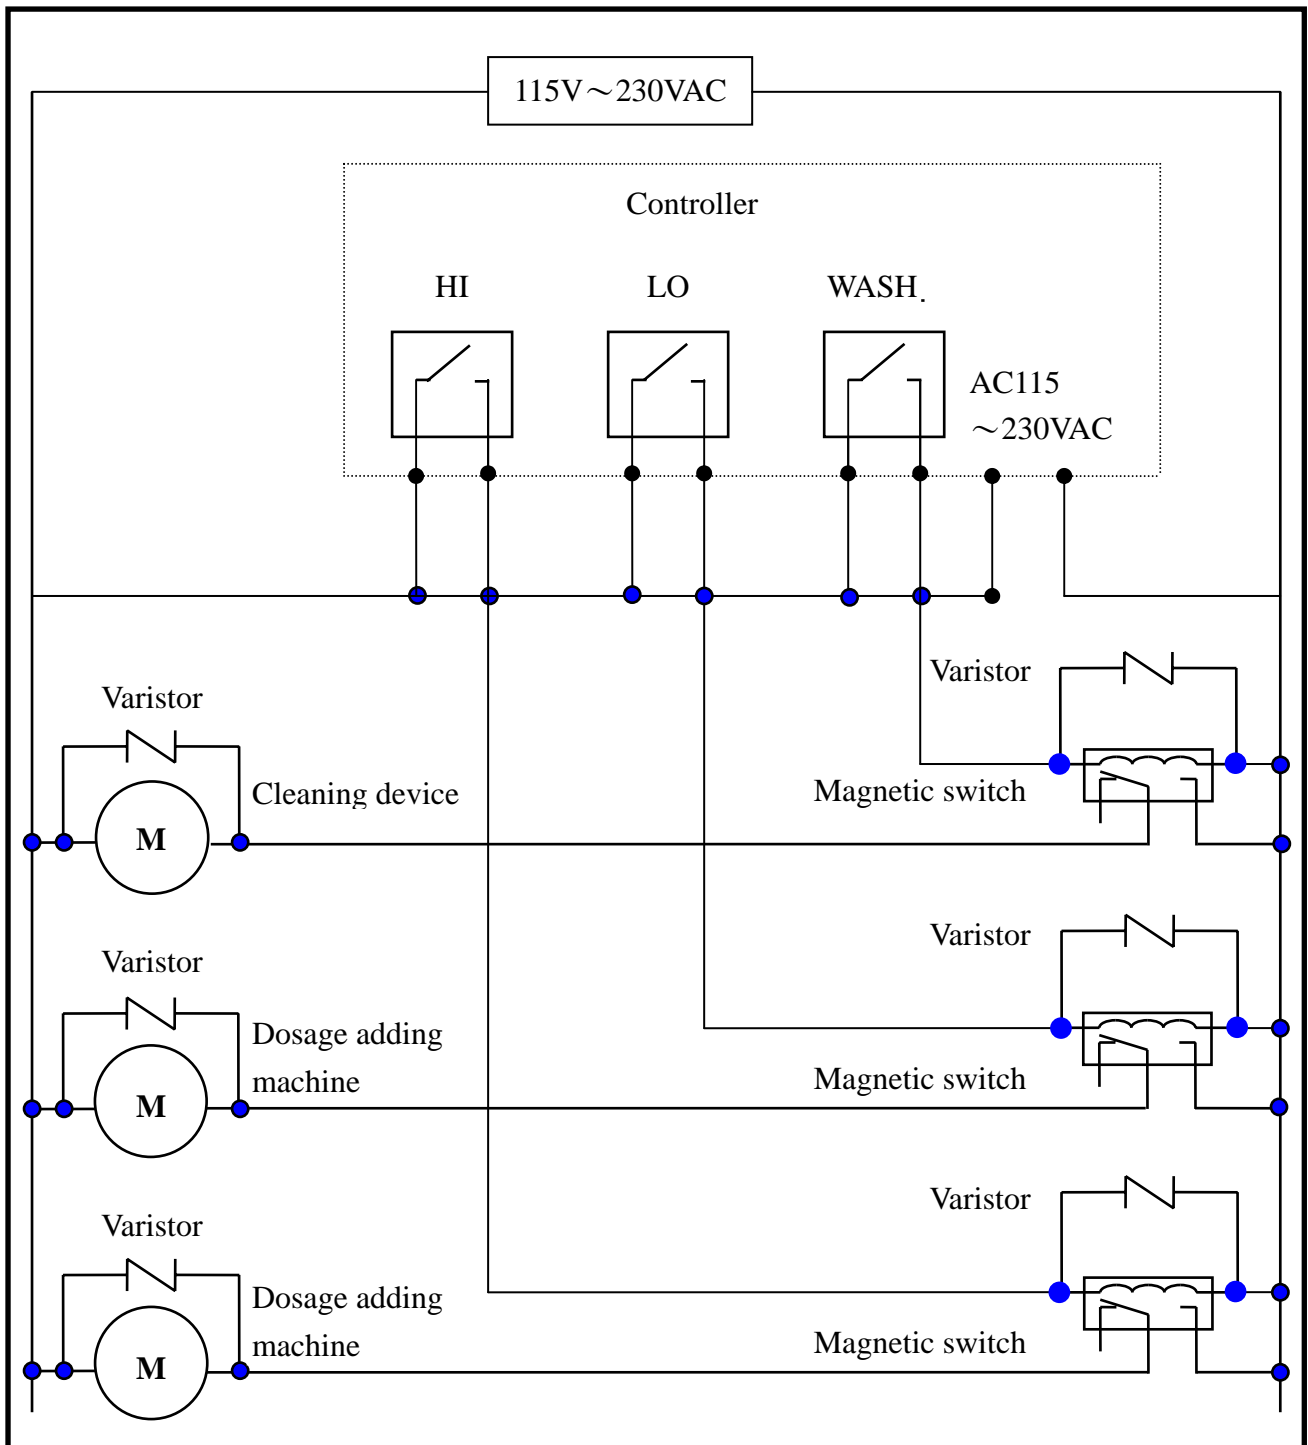 115V～230VAC
Controller
HI
LO
WASH.
AC115
～230VAC
Varistor
Varistor
Cleaning device
Magnetic switch
M
Varistor
Varistor
Dosage adding
machine
Magnetic switch
M
Varistor
Varistor
Dosage adding
machine
Magnetic switch
M